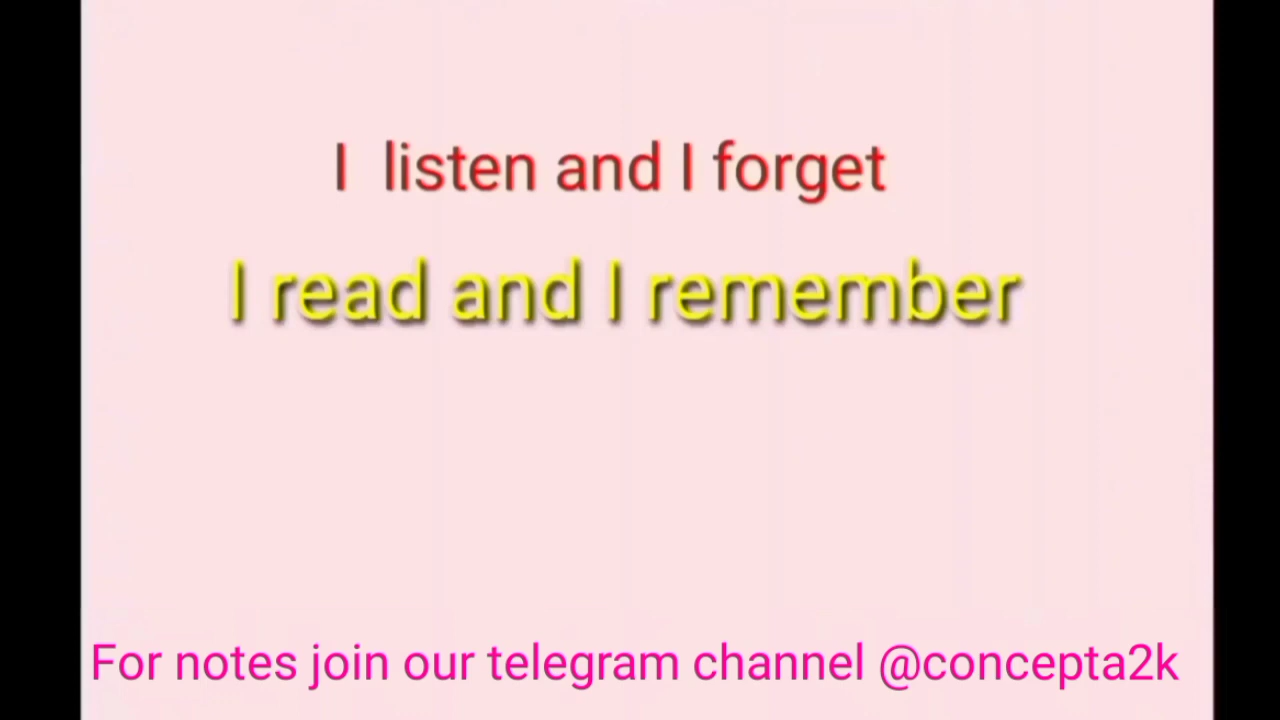 I listen and I forget
I read and I remember
For notes join our telegram channel @concepta2k